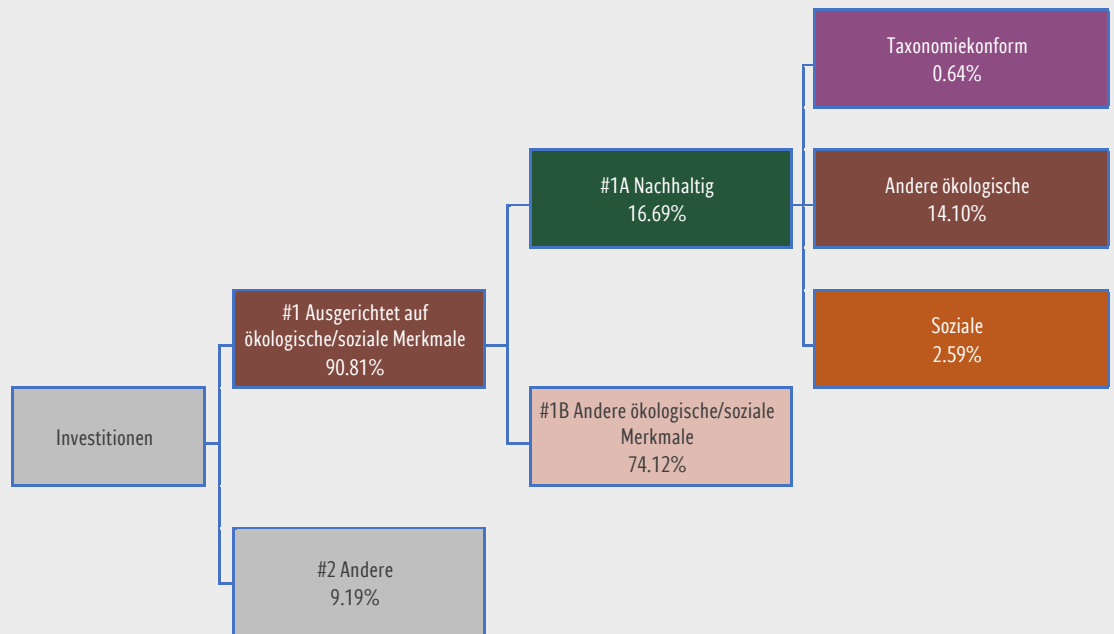 Taxonomiekonform
0.64%
#1A Nachhaltig
16.69%
Andere ökologische
14.10%
#1 Ausgerichtet auf
ökologische/soziale Merkmale
90.81%
Soziale
2.59%
Investitionen
#1B Andere ökologische/soziale
Merkmale
74.12%
#2 Andere
9.19%